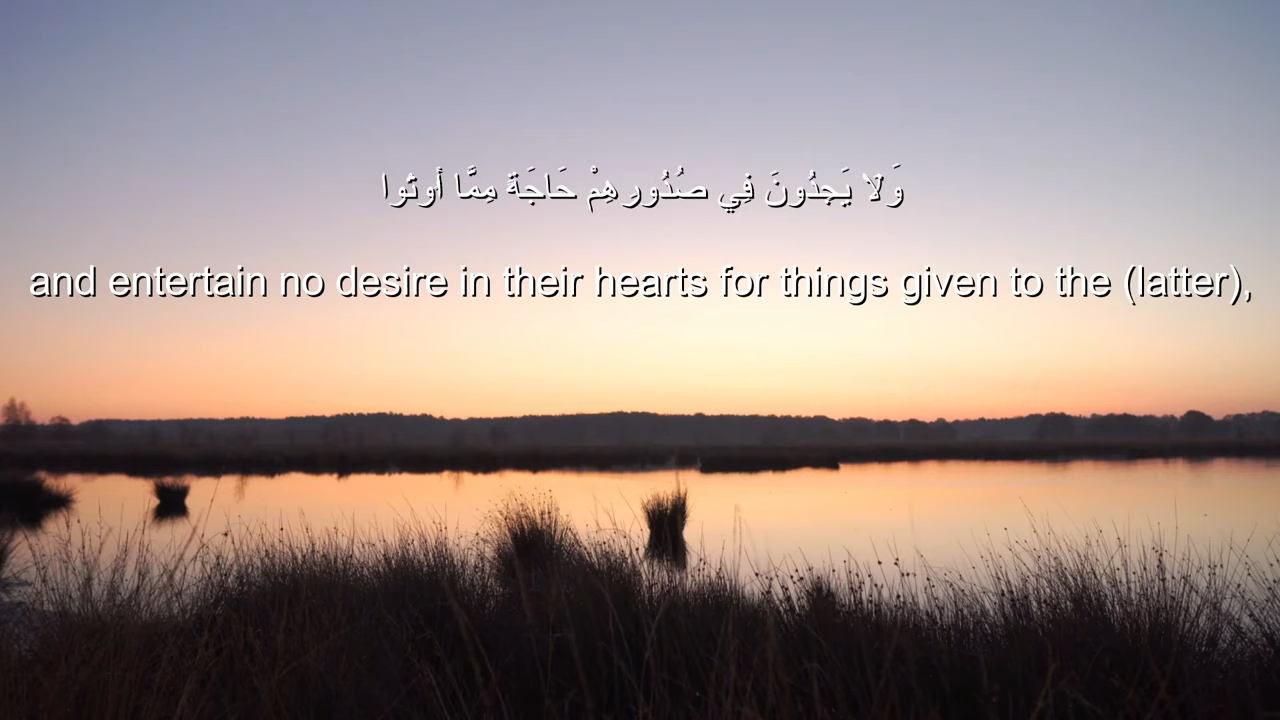 وَلَا يَجِدُونَ فِي صُدُورِهِمْ حَاجَةً مِمَّا أُوتُوا
and entertain no desire in their hearts for things given to the (latter),